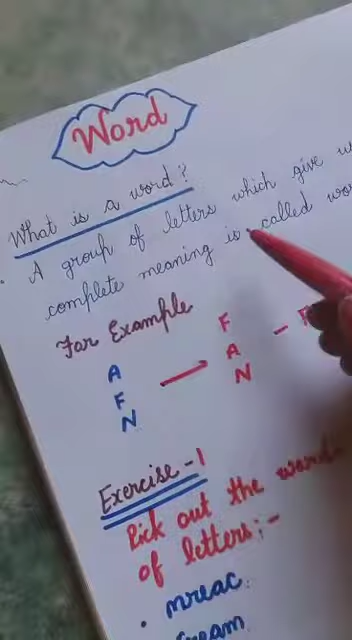 Word
What is a word?
A group of letters which give
complete meaning is called
For Example
A
F
N
F
A
N
Exercise - 1
Pick out the
of letters:-
mreac